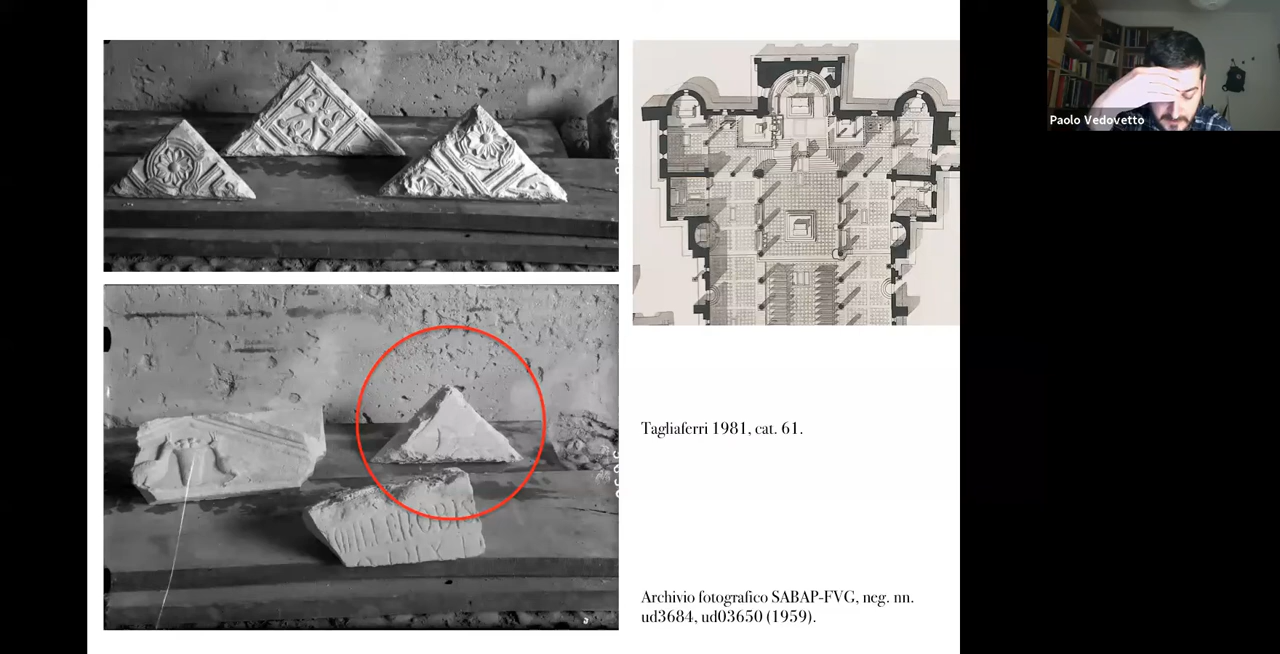 Paolo Vedovetto
Tagliaferri 1981, cat. 61.
Archivio fotografico SABAP-FVG, neg. nn.
ud3684, ud03650 (1959).